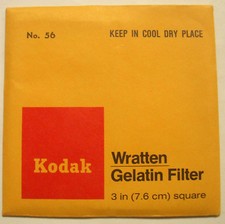 No. 56 KEEP IN COOL DRY PLACE
Kodak
Wratten
Gelatin Filter
3 in (7.6 cm) square